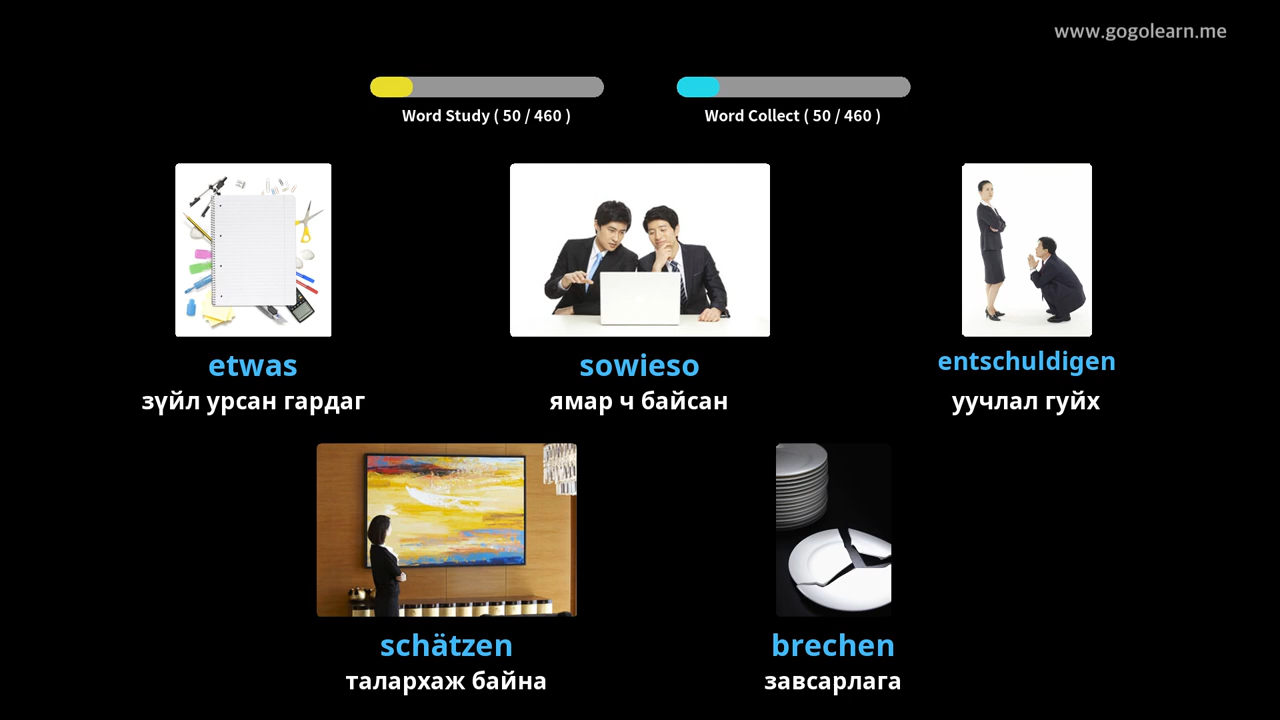 www.gogolearn.me
Word Study ( 50 / 460 )
Word Collect ( 50 / 460 )
etwas
зүйл урсан гардаг
sowieso
ямар ч байсан
entschuldigen
уучлал гуйх
schätzen
талархаж байна
brechen
завсарлага